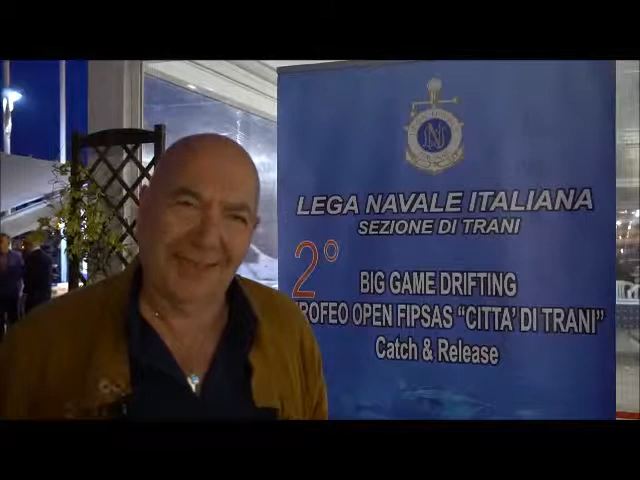 LEGA NAVALE ITALIANA
SEZIONE DI TRANI
2°
BIG GAME DRIFTING
ROFEO OPEN FIPSAS “CITTA’ DI TRANI”
Catch & Release